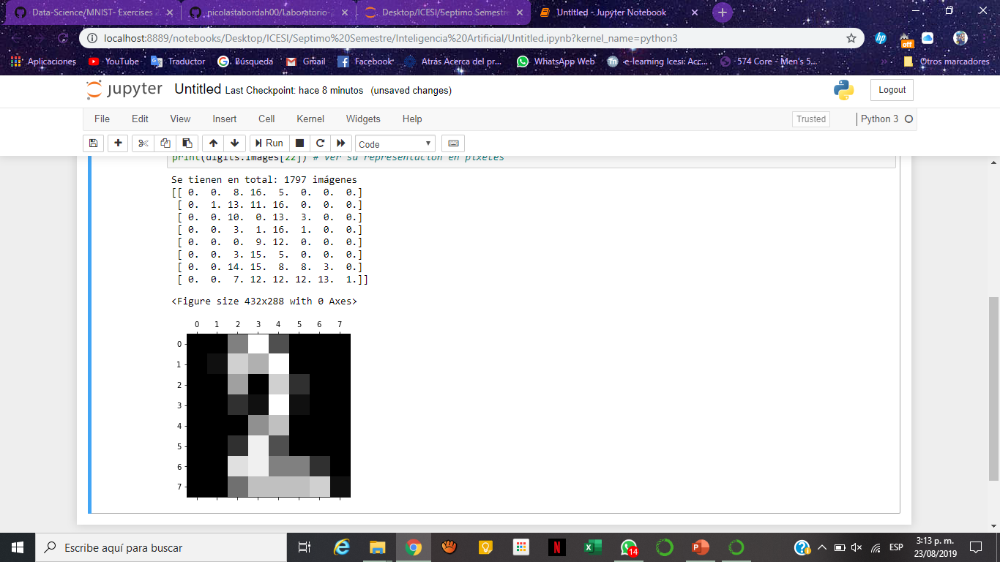 Data-Science/MNIST- Exercises 2
nicolastabordah00/Laboratorio-2
Desktop/ICESI/Septimo Semestre
Untitled - Jupyter Notebook
localhost:8889/notebooks/Desktop/ICESI/Septimo%20Semestre/Inteligencia%20Artificial/Untitled.ipynb?kernel_name=python3
hp
off
Aplicaciones YouTube Traductor Búsqueda Gmail Facebook Atrás Acerca del pr... WhatsApp Web Tn e-learning Icesi: Acc... 574 Core - Men's 5... Otros marcadores
jupyter Untitled Last Checkpoint: hace 8 minutos (unsaved changes) Logout
File Edit View Insert Cell Kernel Widgets Help Trusted Python 3
Run Code
print(digits.images[22]) # ver su representación en pixeles
Se tienen en total: 1797 imágenes
[[ 0. 0. 8. 16. 5. 0. 0. 0.]
[ 0. 1. 13. 11. 16. 0. 0. 0.]
[ 0. 0. 10. 0. 13. 3. 0. 0.]
[ 0. 0. 3. 1. 16. 1. 0. 0.]
[ 0. 0. 0. 9. 12. 0. 0. 0.]
[ 0. 0. 3. 15. 5. 0. 0. 0.]
[ 0. 0. 14. 15. 8. 8. 3. 0.]
[ 0. 0. 7. 12. 12. 12. 13. 1.]]
<Figure size 432x288 with 0 Axes>
0 1 2 3 4 5 6 7
0
1
2
3
4
5
6
7
Escribe aquí para buscar
N
14
ESP
3:13 p. m.
23/08/2019